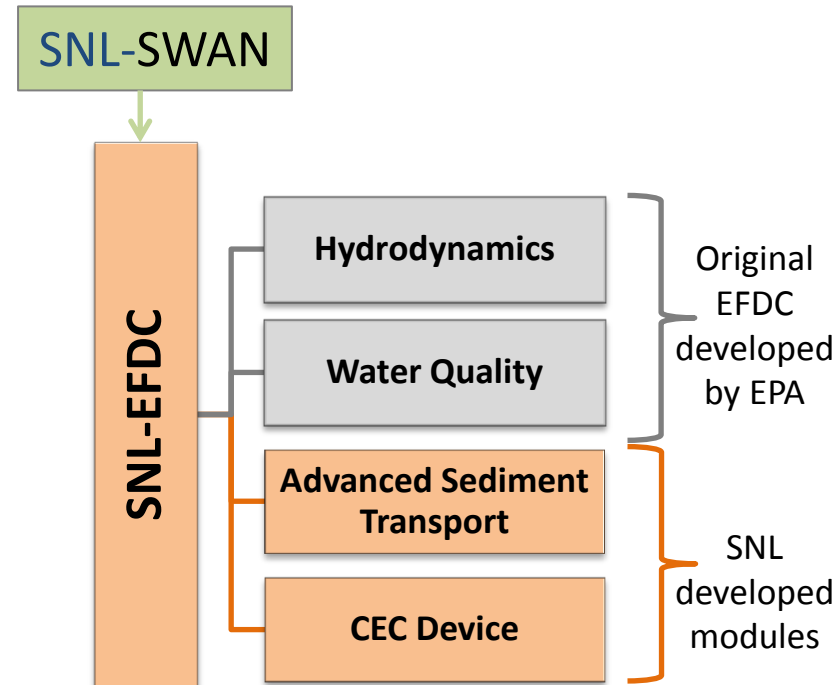 SNL-SWAN
SNL-EFDC
Hydrodynamics
Water Quality
Advanced Sediment
Transport
CEC Device
Original
EFDC
developed
by EPA
SNL
developed
modules